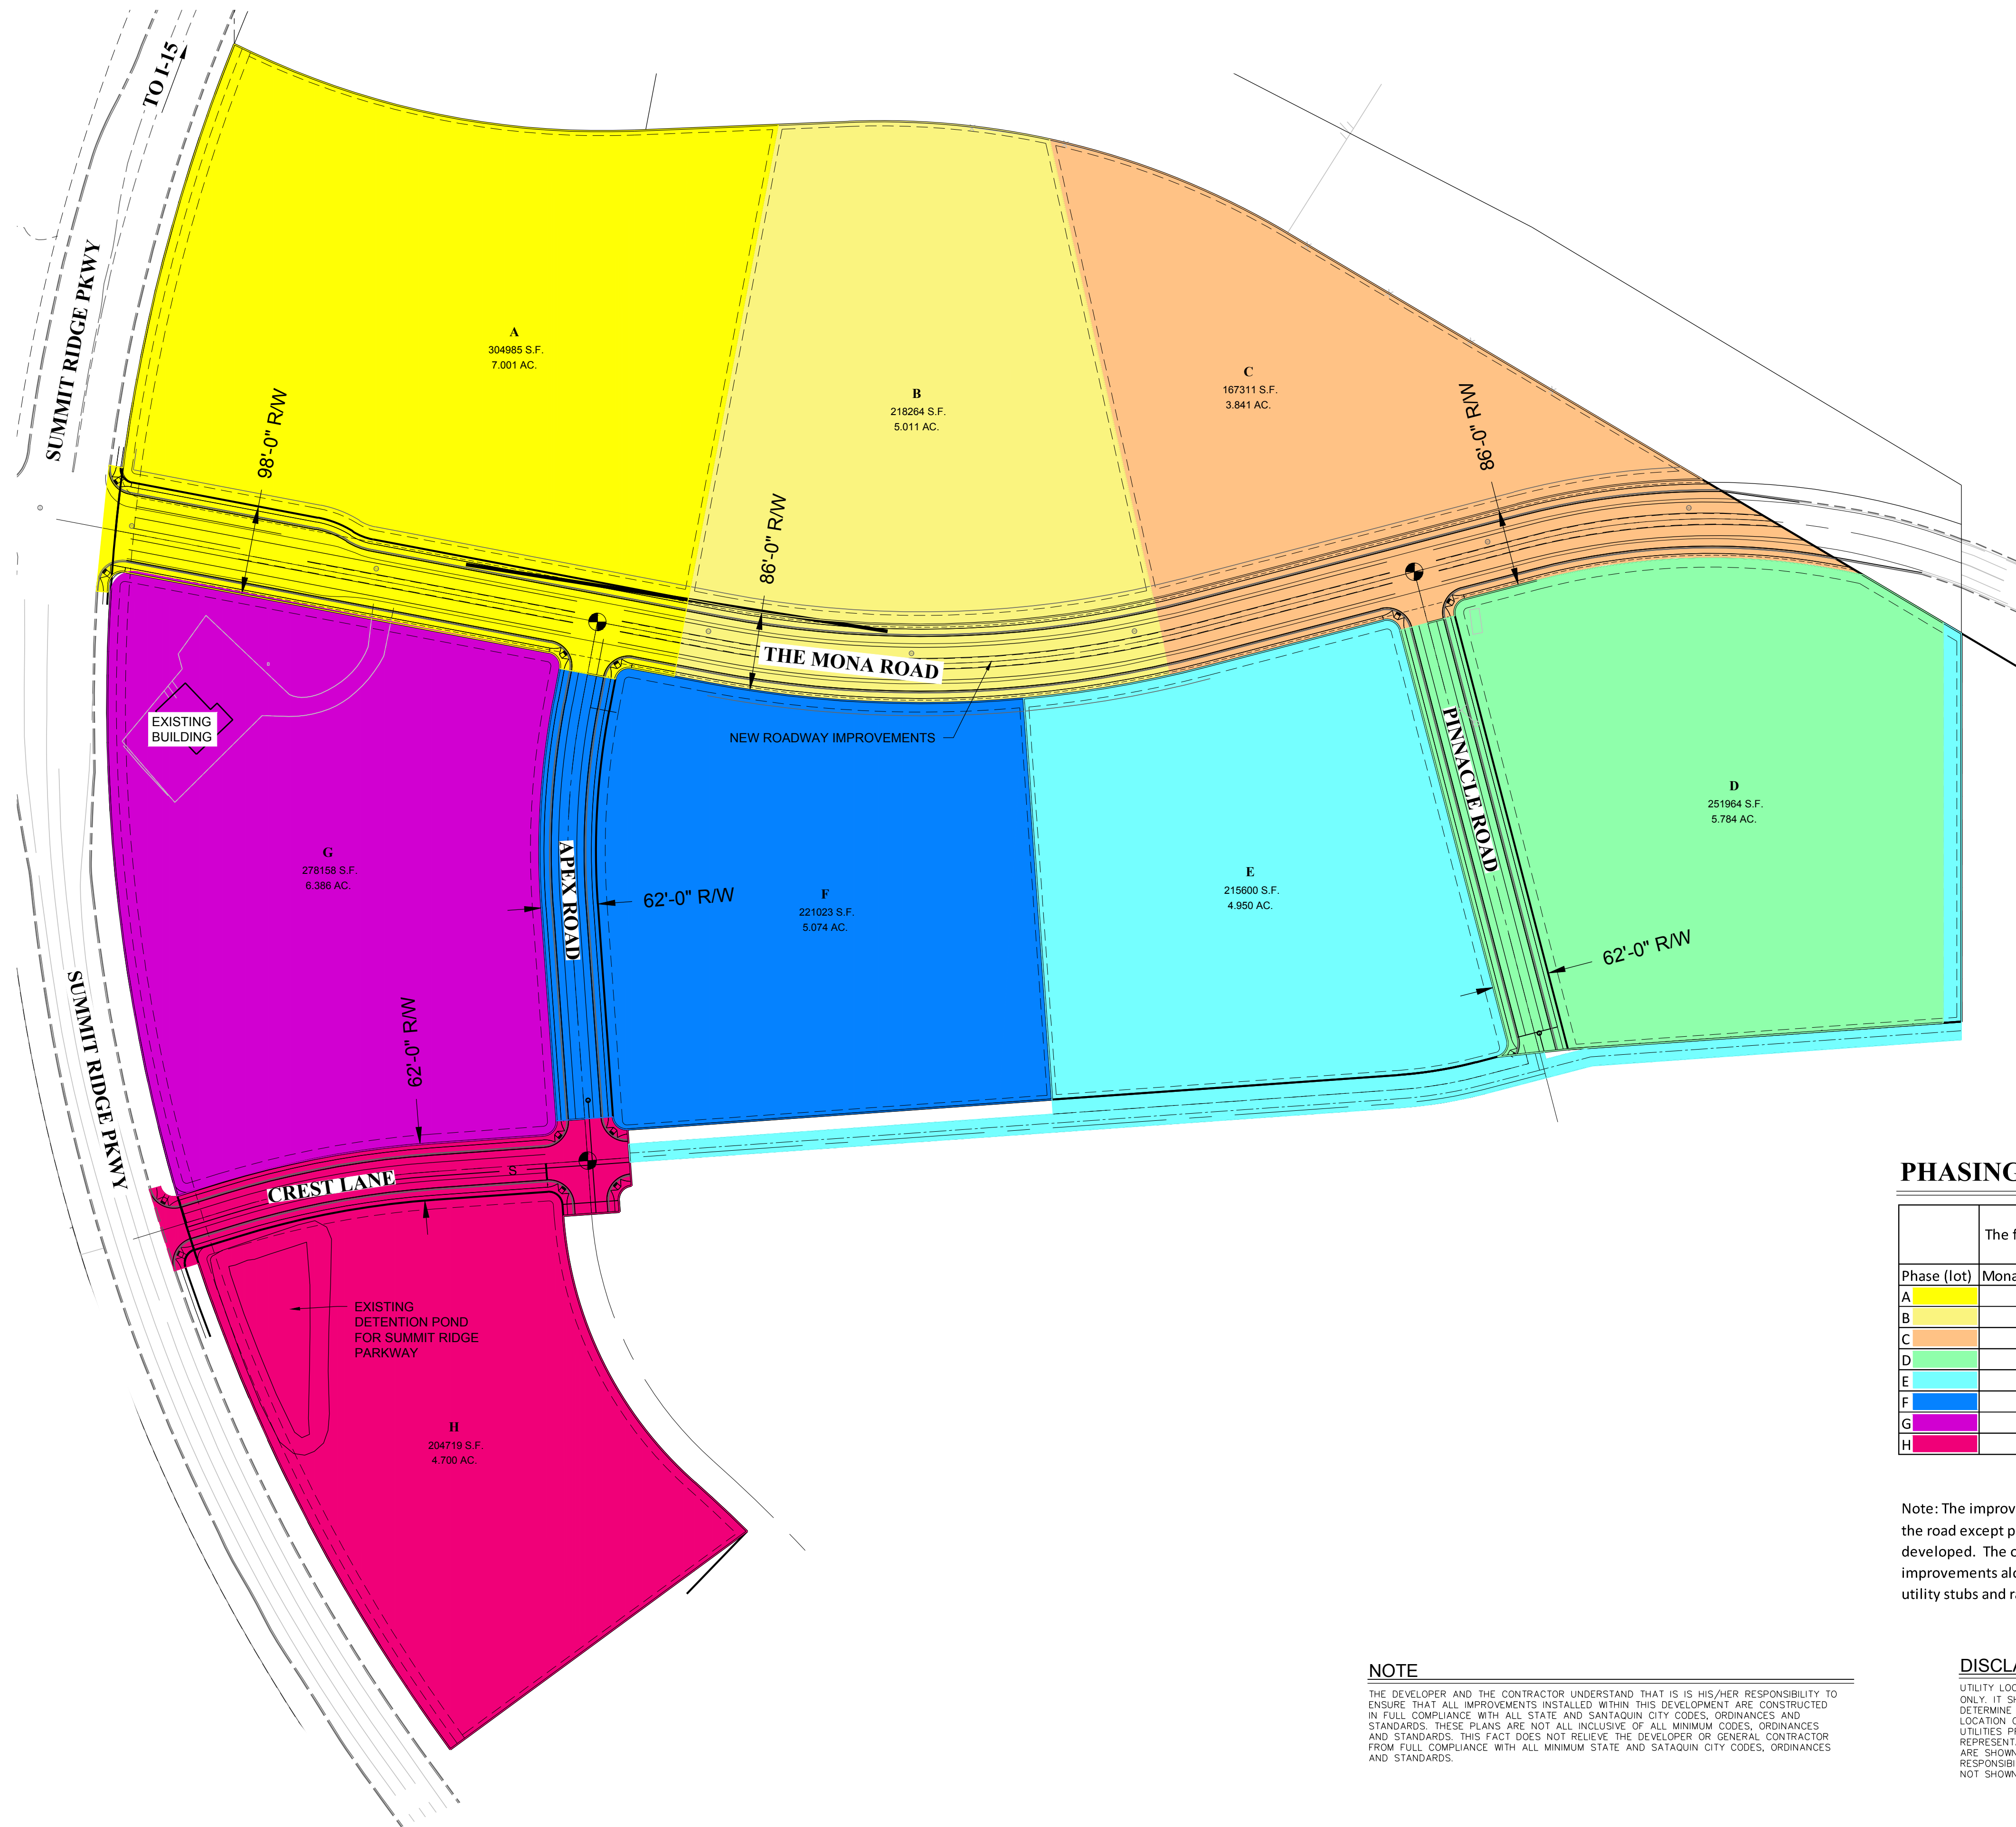 TO I-15
SUMMIT RIDGE PKWY
A
304985 S.F.
7.001 AC.
B
218264 S.F.
5.011 AC.
C
167311 S.F.
3.841 AC.
98'-0" R/W
86'-0" R/W
86'-0" R/W
THE MONA ROAD
NEW ROADWAY IMPROVEMENTS
EXISTING
BUILDING
PINNACLE ROAD
D
251964 S.F.
5.784 AC.
G
278158 S.F.
6.386 AC.
APEX ROAD
62'-0" R/W
F
221023 S.F.
5.074 AC.
E
215600 S.F.
4.950 AC.
62'-0" R/W
62'-0" R/W
SUMMIT RIDGE PKWY
CREST LANE
S
EXISTING
DETENTION POND
FOR SUMMIT RIDGE
PARKWAY
H
204719 S.F.
4.700 AC.
PHASING
The f
Phase (lot) Mona
A
B
C
D
E
F
G
H
Note: The improv
the road except p
developed. The c
improvements alo
utility stubs and ra
NOTE
THE DEVELOPER AND THE CONTRACTOR UNDERSTAND THAT IS IS HIS/HER RESPONSIBILITY TO
ENSURE THAT ALL IMPROVEMENTS INSTALLED WITHIN THIS DEVELOPMENT ARE CONSTRUCTED
IN FULL COMPLIANCE WITH ALL STATE AND SANTAQUIN CITY CODES, ORDINANCES AND
STANDARDS. THESE PLANS ARE NOT ALL INCLUSIVE OF ALL MINIMUM CODES, ORDINANCES
AND STANDARDS. THIS FACT DOES NOT RELIEVE THE DEVELOPER OR GENERAL CONTRACTOR
FROM FULL COMPLIANCE WITH ALL MINIMUM STATE AND SATAQUIN CITY CODES, ORDINANCES
AND STANDARDS.
DISCLA
UTILITY LOC
ONLY. IT SH
DETERMINE
LOCATION O
UTILITIES PR
REPRESENTA
ARE SHOWN
RESPONSIBI
NOT SHOWN